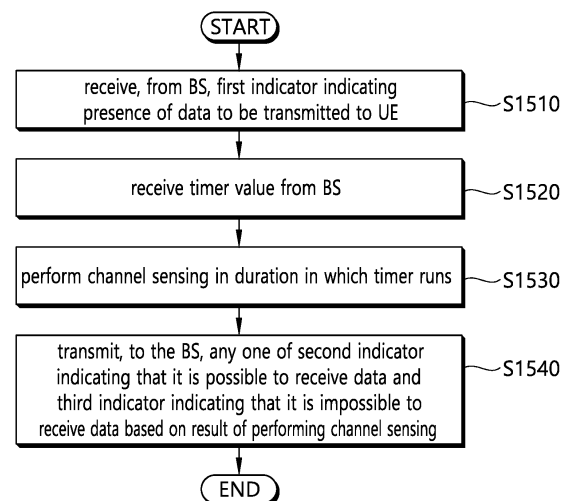 START
receive, from BS, first indicator indicating
presence of data to be transmitted to UE
S1510
receive timer value from BS
S1520
perform channel sensing in duration in which timer runs
S1530
transmit, to the BS, any one of second indicator
indicating that it is possible to receive data and
third indicator indicating that it is impossible to
receive data based on result of performing channel sensing
S1540
END